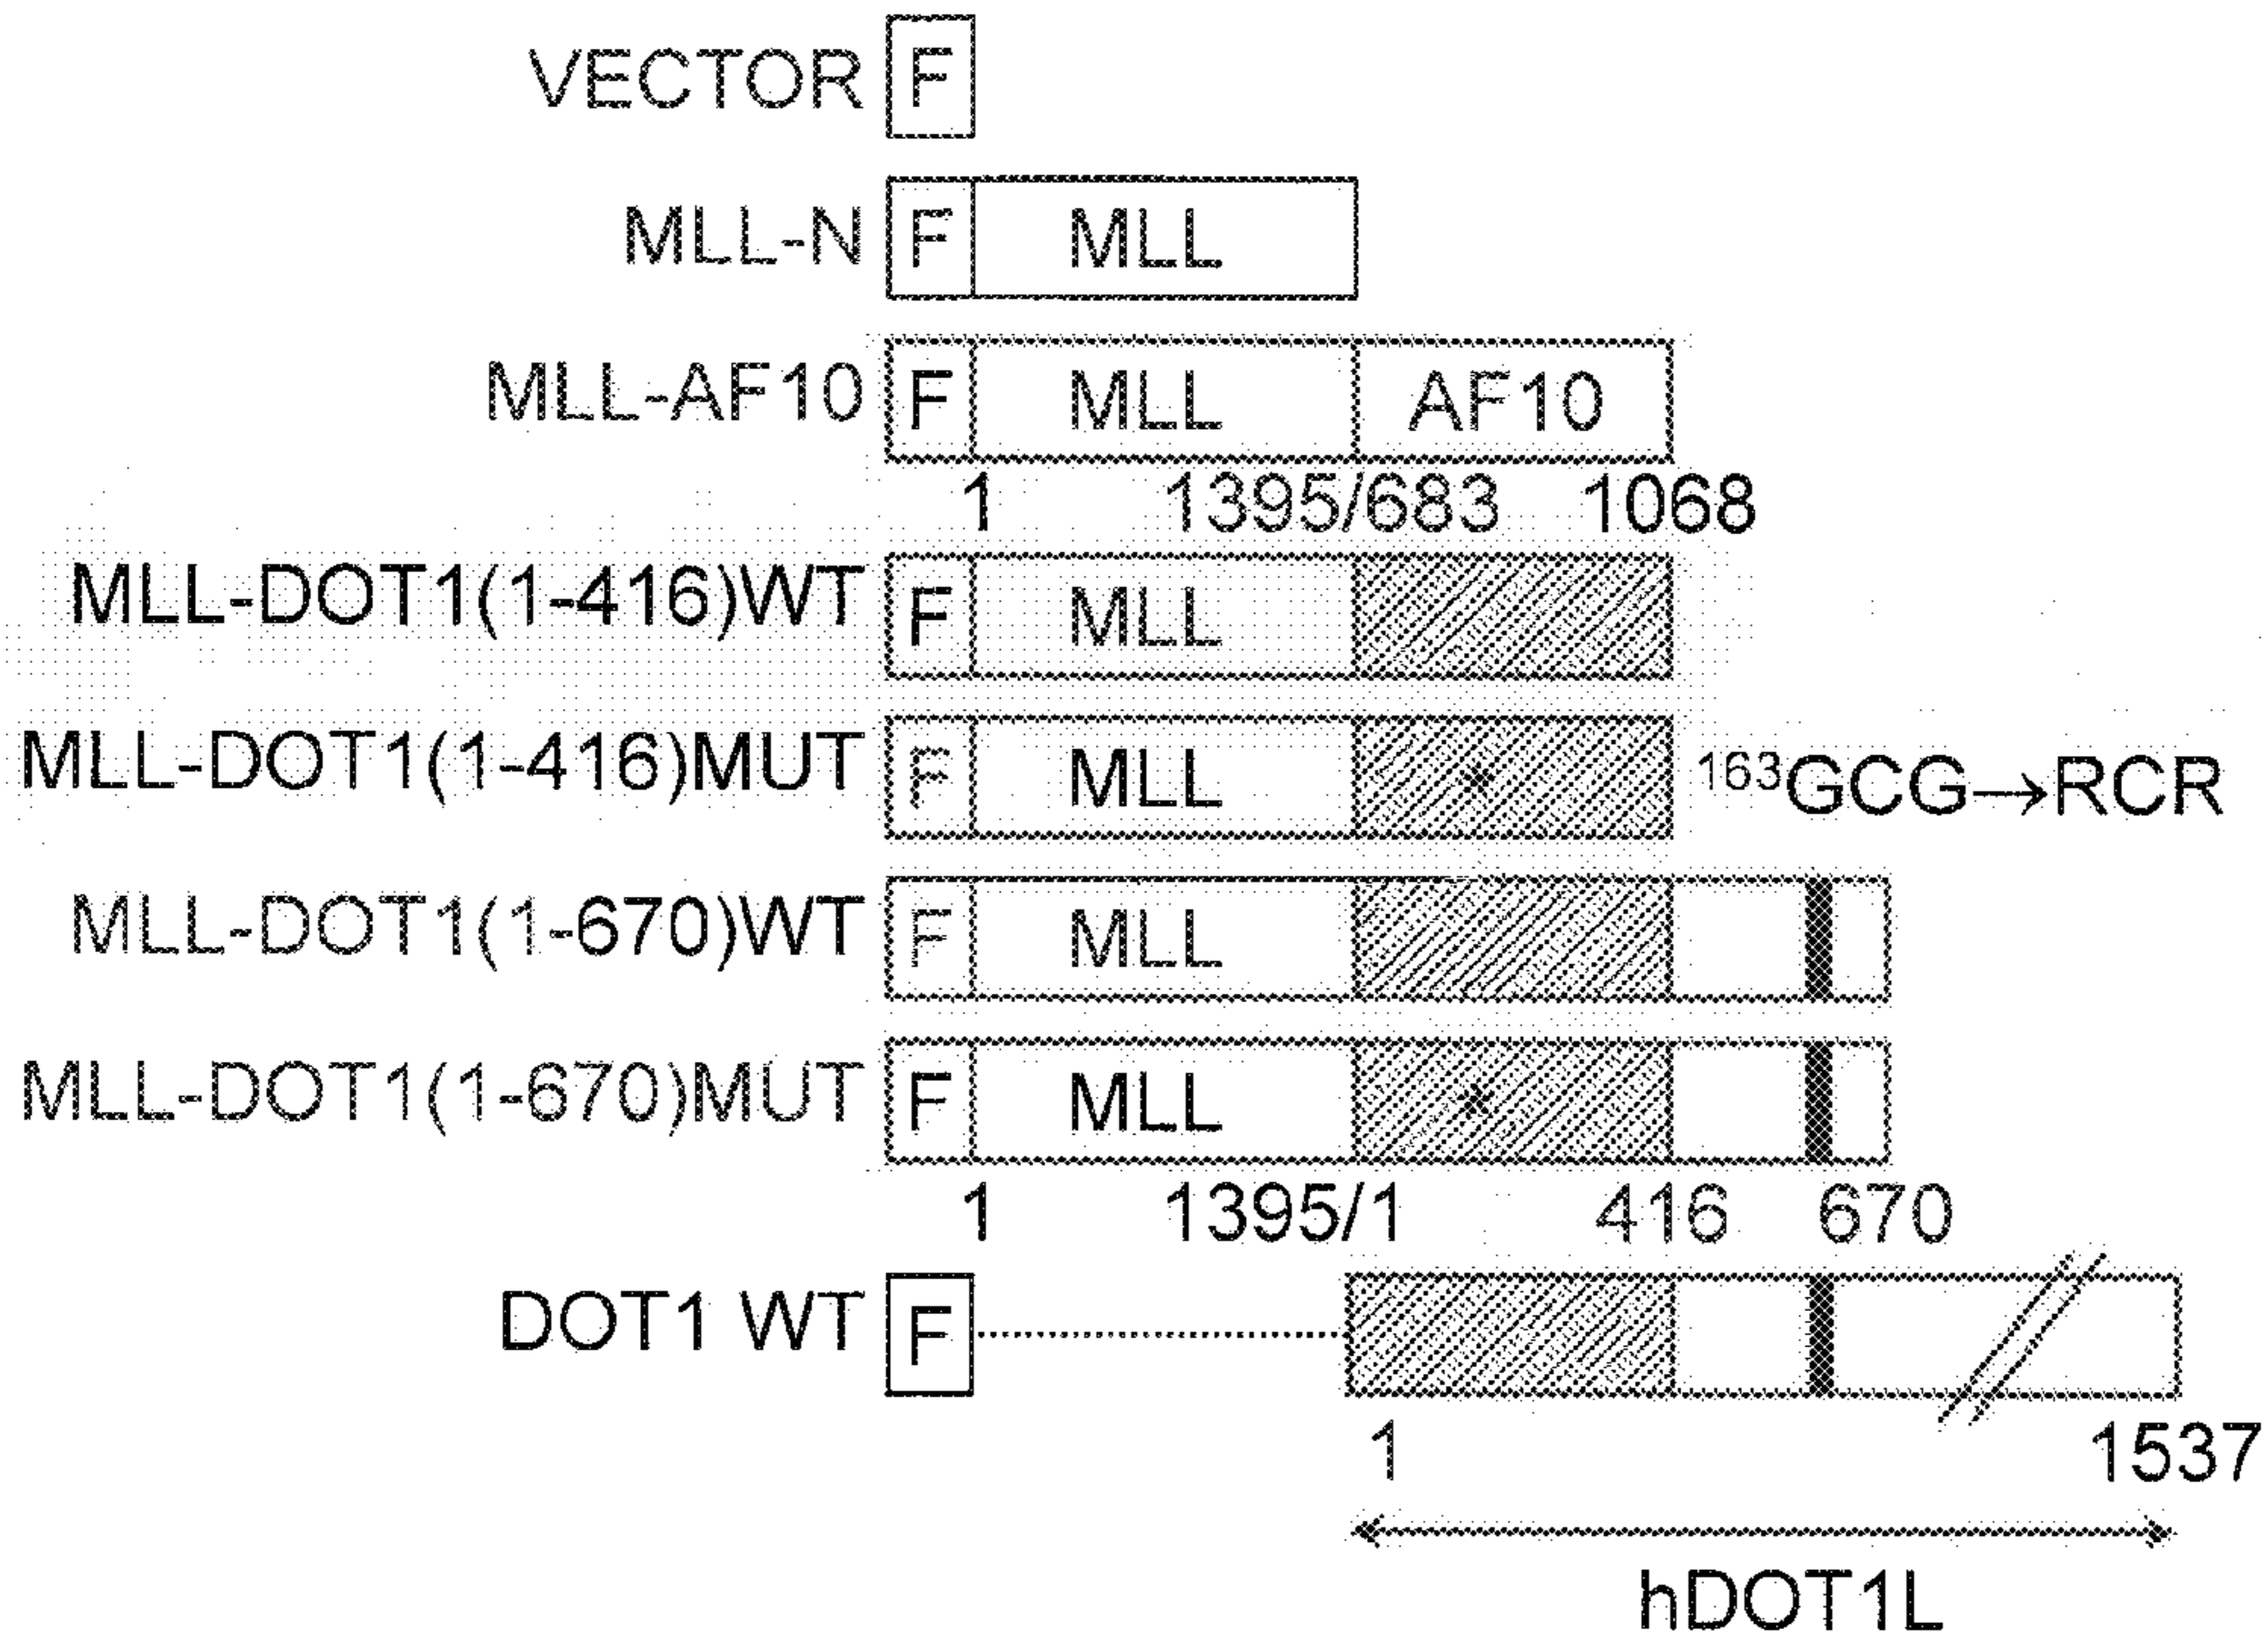 VECTOR F
MLL-N F MLL
MLL-AF10 F MLL AF10
1 1395/683 1068
MLL-DOT1(1-416)WT F MLL
MLL-DOT1(1-416)MUT F MLL * 163GCG→RCR
MLL-DOT1(1-670)WT F MLL
MLL-DOT1(1-670)MUT F MLL *
1 1395/1 416 670
DOT1 WT F
1 1537
hDOT1L